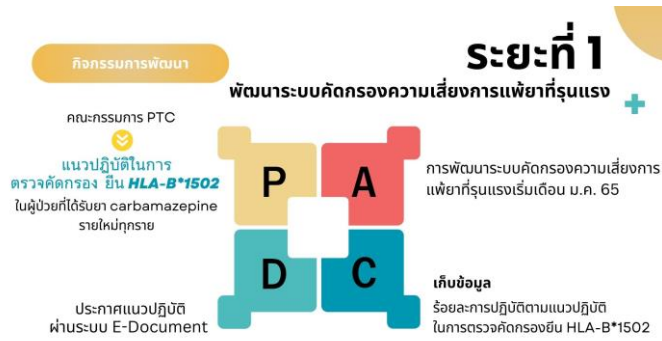 กิจกรรมการพัฒนา
ระยะที่ 1
พัฒนาระบบคัดกรองความเสี่ยงการแพ้ยาที่รุนแรง
คณะกรรมการ PTC
แนวปฏิบัติในการ
ตรวจคัดกรอง ยีน HLA-B*1502
ในผู้ป่วยที่ได้รับยา carbamazepine
รายใหม่ทุกราย
P
A
การพัฒนาระบบคัดกรองความเสี่ยงการ
แพ้ยาที่รุนแรงเริ่มเดือน ม.ค. 65
D
C
ประกาศแนวปฏิบัติ
ผ่านระบบ E-Document
เก็บข้อมูล
ร้อยละการปฏิบัติตามแนวปฏิบัติ
ในการตรวจคัดกรองยีน HLA-B*1502